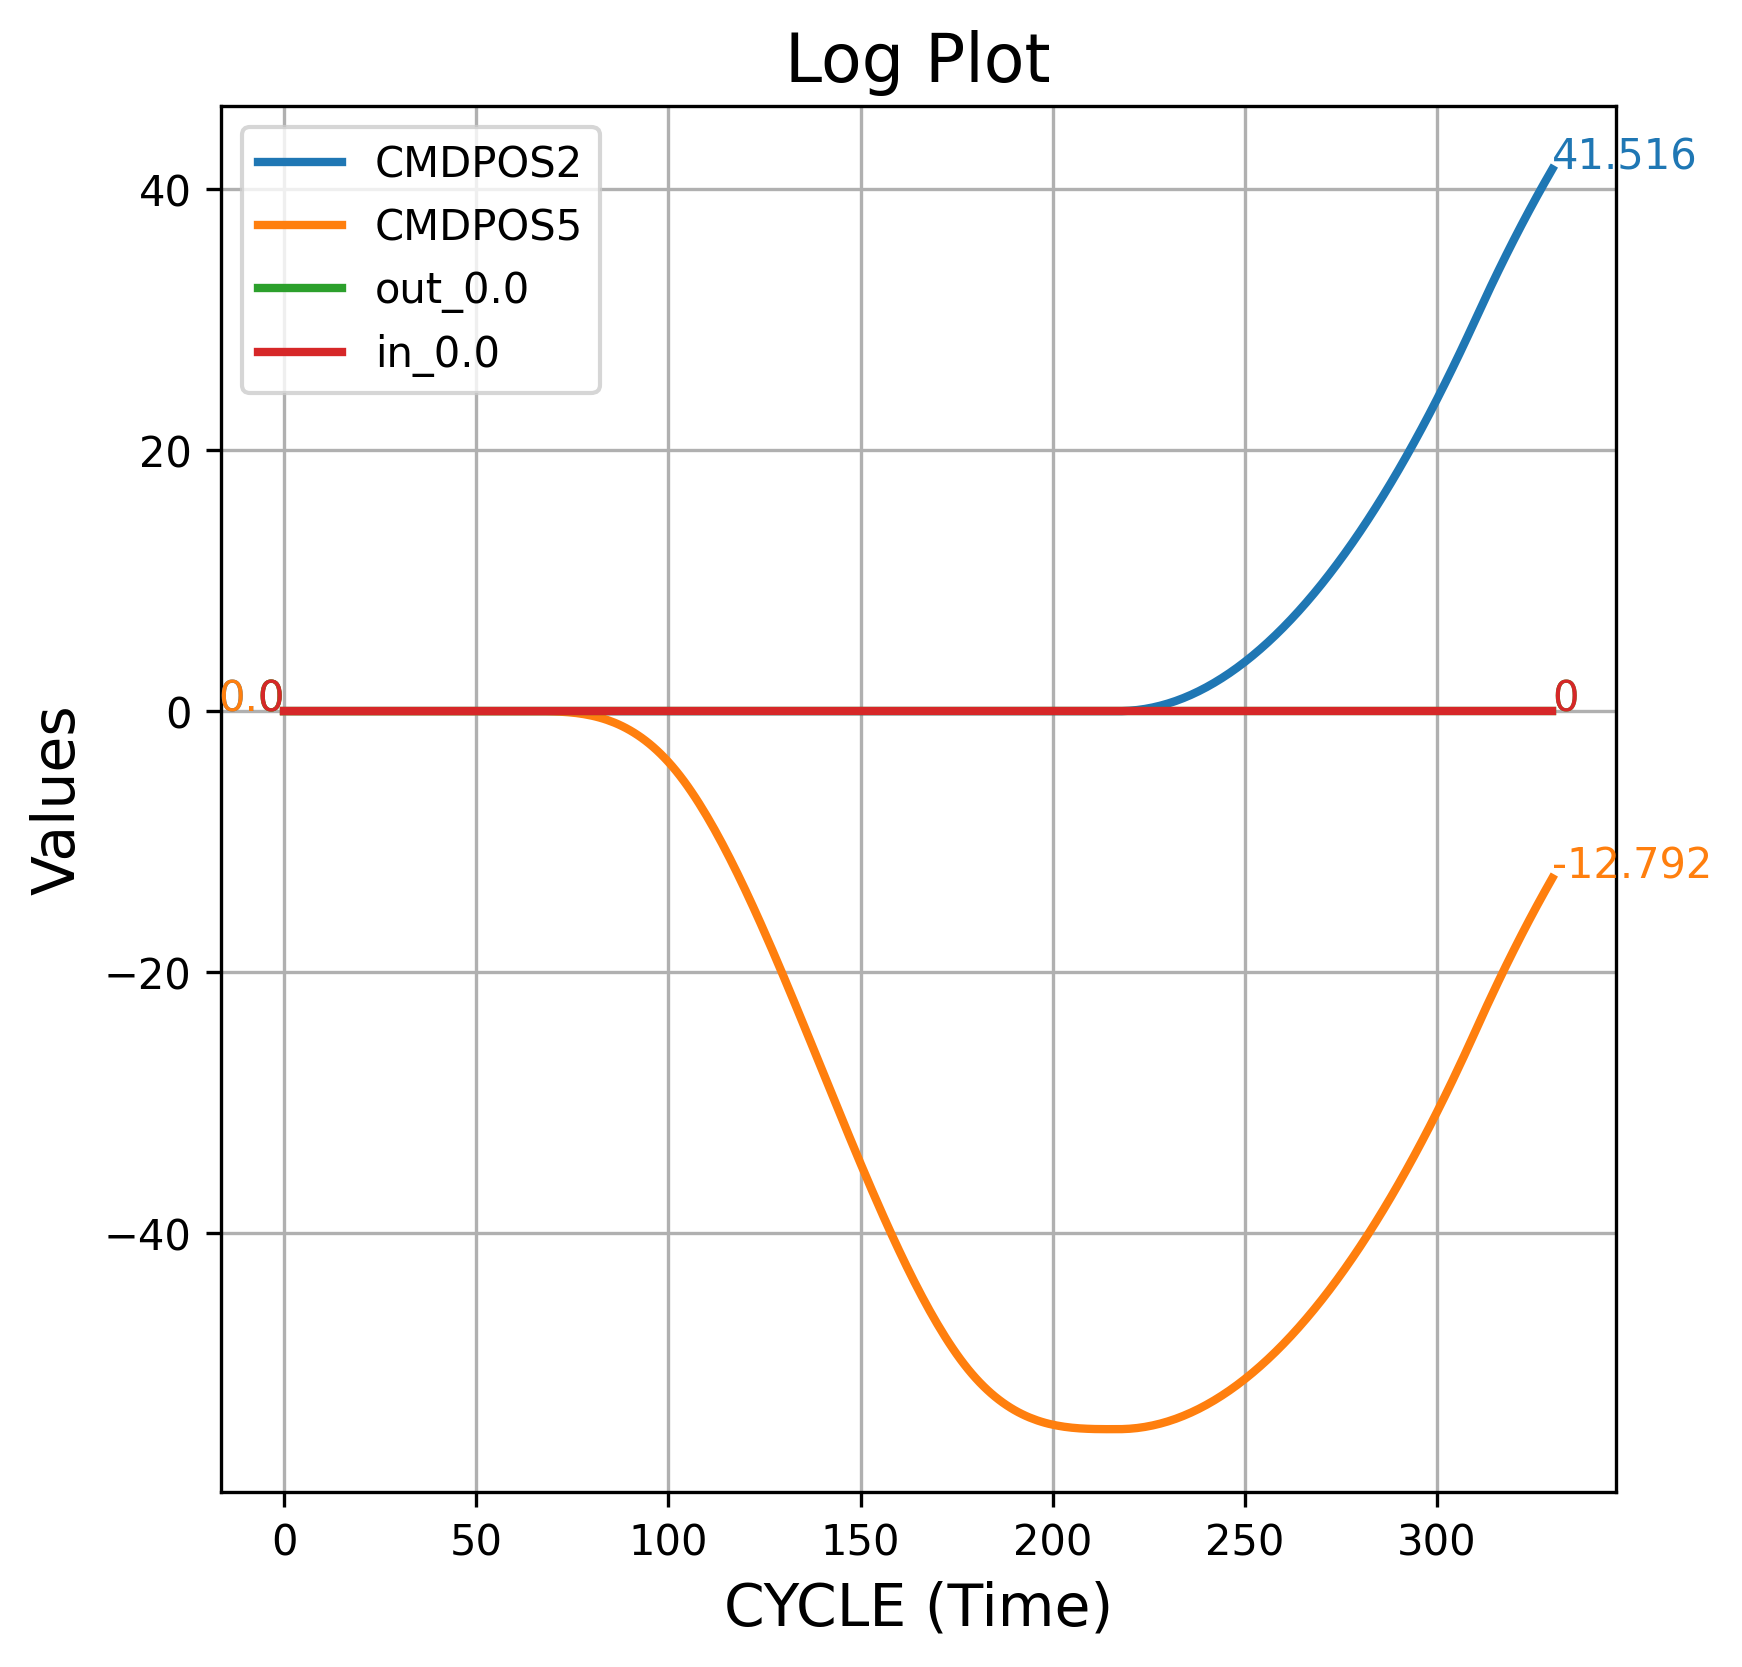 Log Plot
CMDPOS2
CMDPOS5
out_0.0
in_0.0
41.516
40
20
0.0
0
0
-12.792
−20
−40
Values
0 50 100 150 200 250 300
CYCLE (Time)